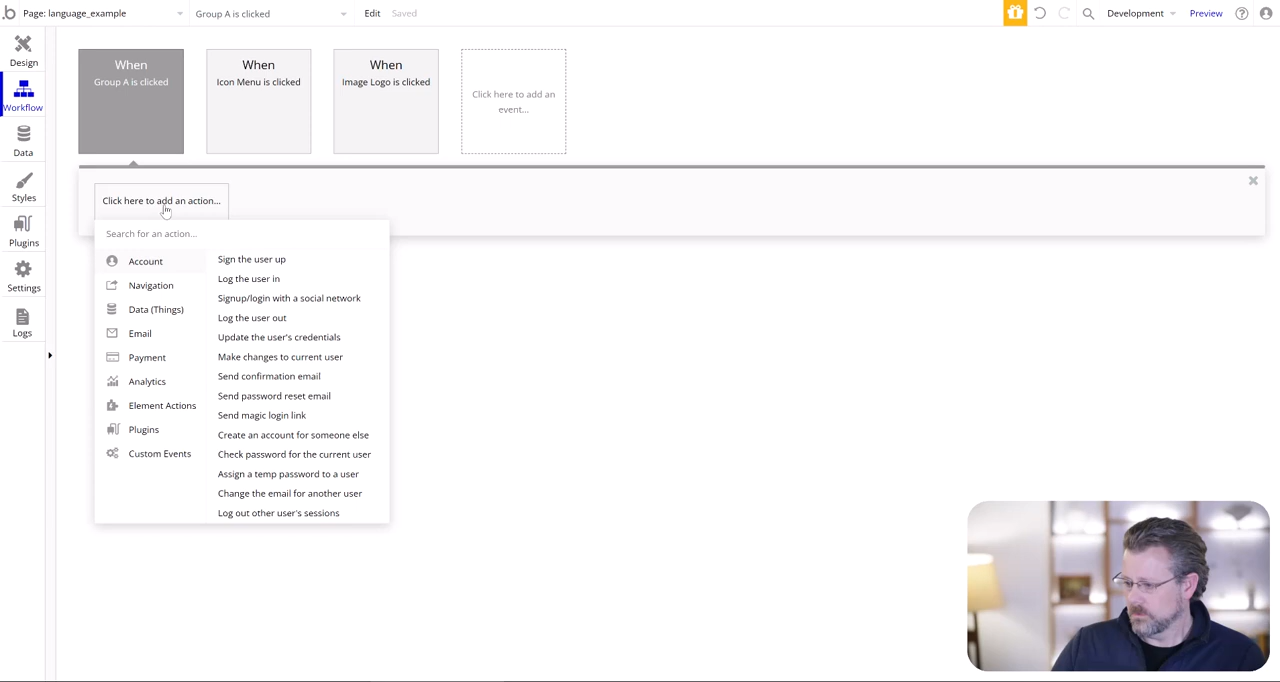 Page: language_example
Group A is clicked
Edit
Saved
Development
Preview
Design
Workflow
Data
Styles
Plugins
Settings
Logs
When
Group A is clicked
When
Icon Menu is clicked
When
Image Logo is clicked
Click here to add an
event...
Click here to add an action...
Search for an action...
Account
Navigation
Data (Things)
Email
Payment
Analytics
Element Actions
Plugins
Custom Events
Sign the user up
Log the user in
Signup/login with a social network
Log the user out
Update the user's credentials
Make changes to current user
Send confirmation email
Send password reset email
Send magic login link
Create an account for someone else
Check password for the current user
Assign a temp password to a user
Change the email for another user
Log out other user's sessions